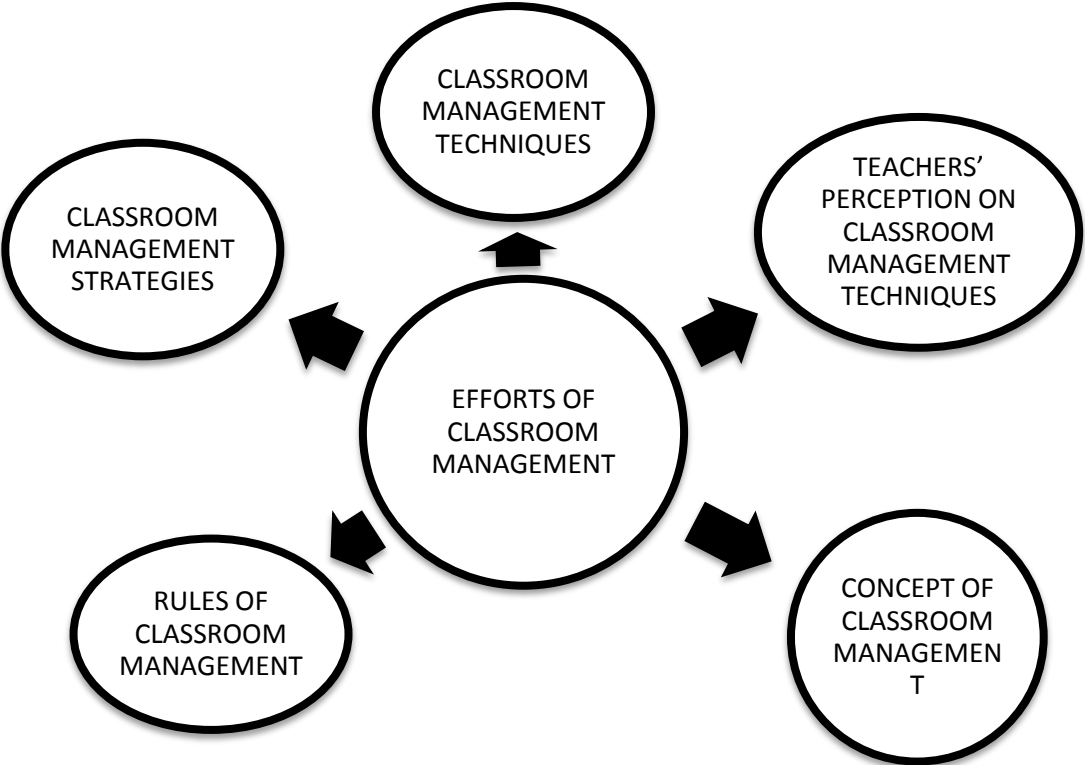 CLASSROOM
MANAGEMENT
TECHNIQUES
CLASSROOM
MANAGEMENT
STRATEGIES
TEACHERS’
PERCEPTION ON
CLASSROOM
MANAGEMENT
TECHNIQUES
EFFORTS OF
CLASSROOM
MANAGEMENT
RULES OF
CLASSROOM
MANAGEMENT
CONCEPT OF
CLASSROOM
MANAGEMEN
T